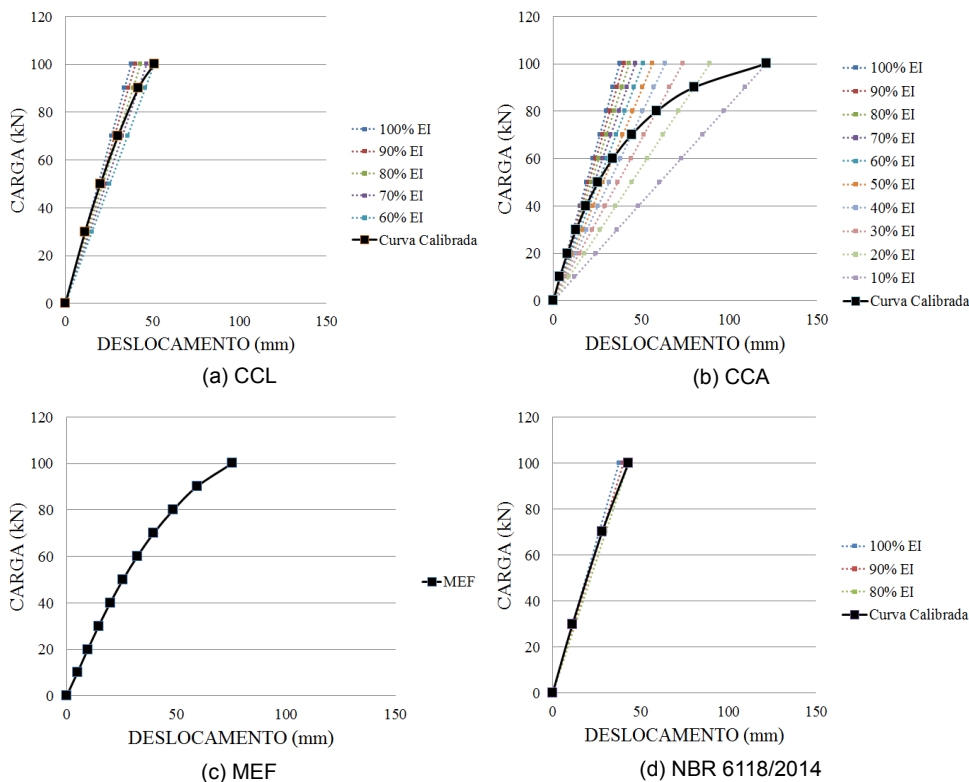 120
100
80
60
40
20
0
CARGA (kN)
0 50 100 150
DESLOCAMENTO (mm)
100% EI
90% EI
80% EI
70% EI
60% EI
Curva Calibrada
(a) CCL
120
100
80
60
40
20
0
CARGA (kN)
0 50 100 150
DESLOCAMENTO (mm)
100% EI
90% EI
80% EI
70% EI
60% EI
50% EI
40% EI
30% EI
20% EI
10% EI
Curva Calibrada
(b) CCA
120
100
80
60
40
20
0
CARGA (kN)
0 50 100 150
DESLOCAMENTO (mm)
MEF
(c) MEF
120
100
80
60
40
20
0
CARGA (kN)
0 50 100 150
DESLOCAMENTO (mm)
100% EI
90% EI
80% EI
Curva Calibrada
(d) NBR 6118/2014